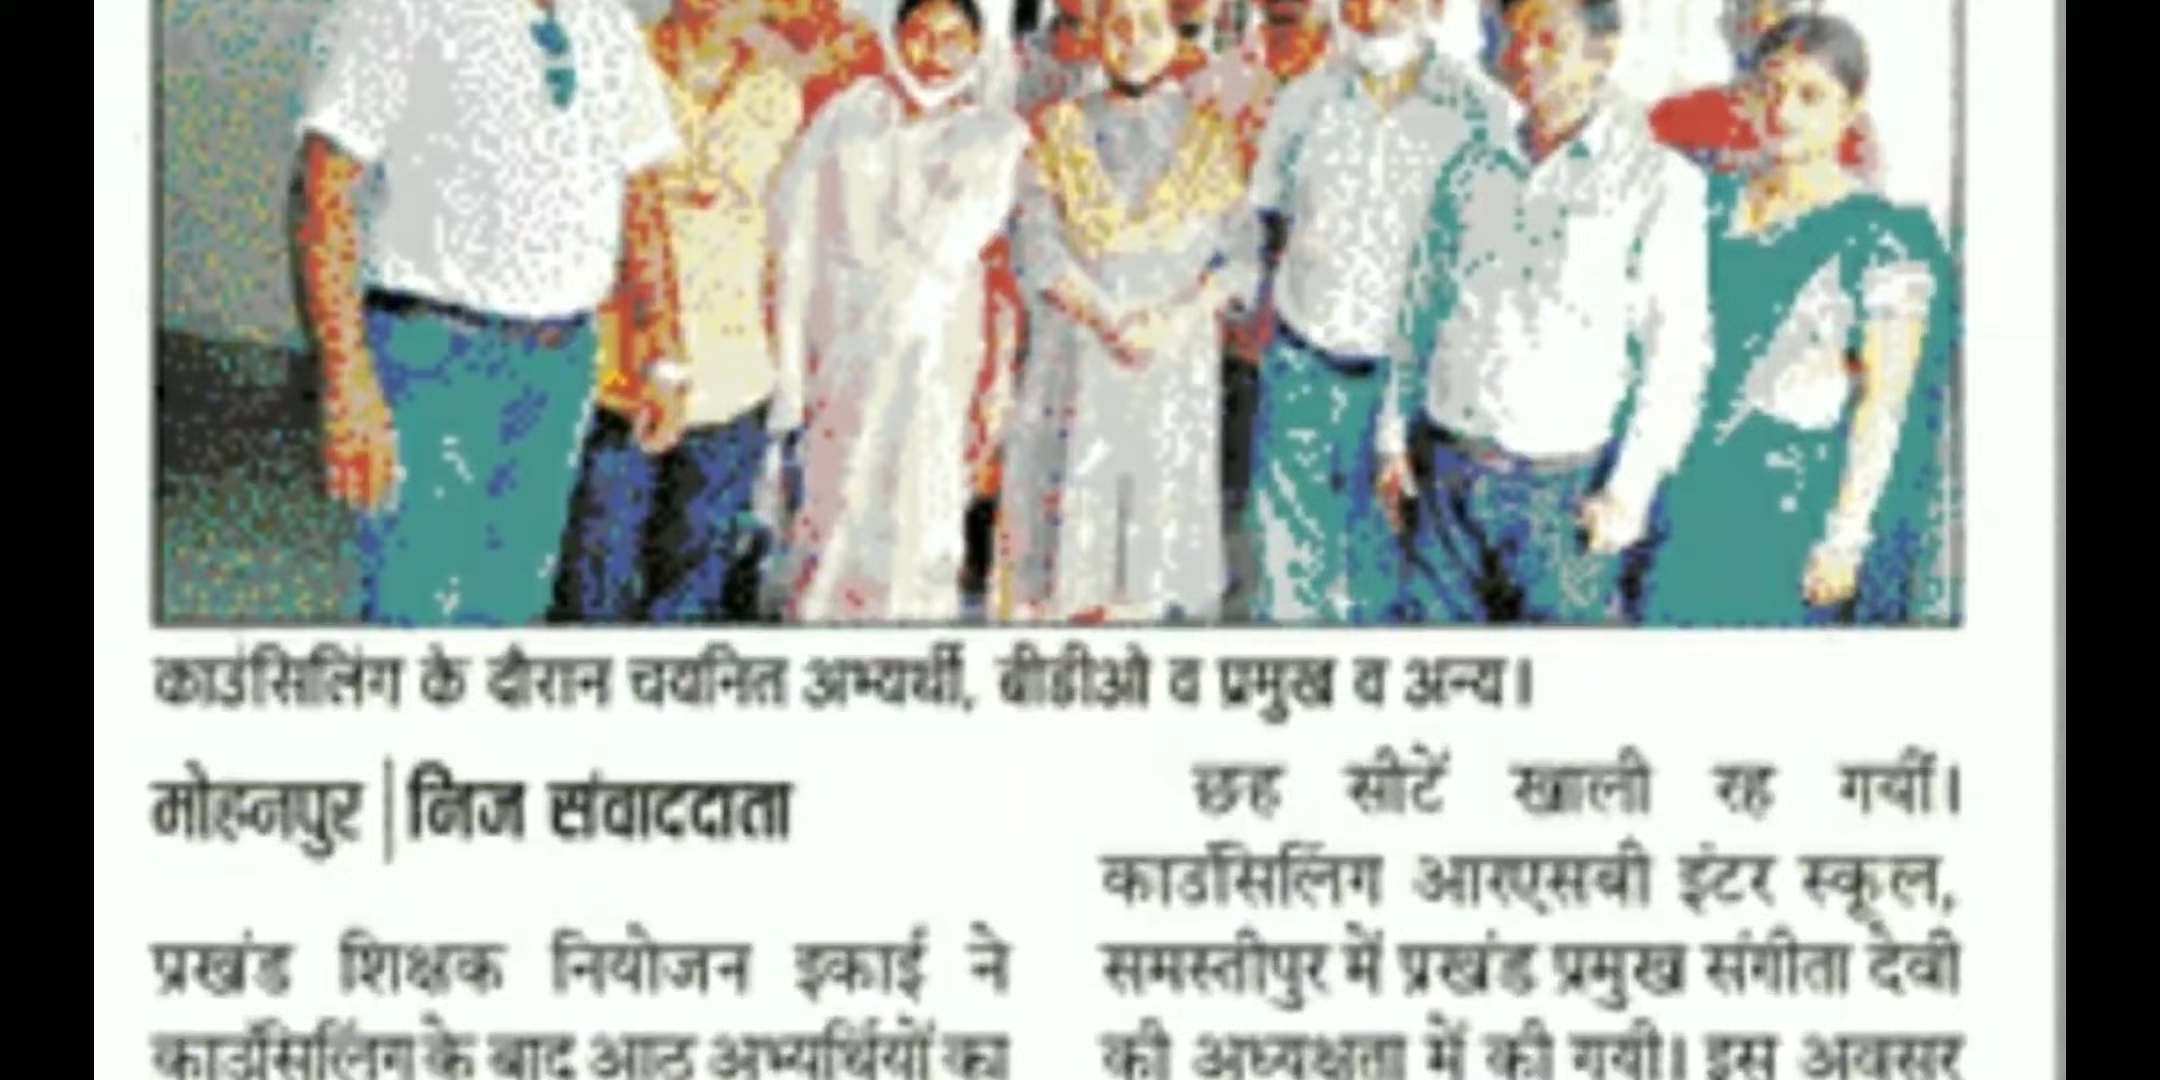 काउंसिलिंग के दौरान चयनित अभ्यर्थी, बीडीओ व प्रमुख व अन्य।
मोहनपुर | निज संवाददाता
प्रखंड शिक्षक नियोजन इकाई ने
काउंसिलिंग के बाद आठ अभ्यर्थियों का
छह सीटें खाली रह गयीं।
काउंसिलिंग आरएसबी इंटर स्कूल,
समस्तीपुर में प्रखंड प्रमुख संगीता देवी
की अध्यक्षता में की गयी। इस अवसर